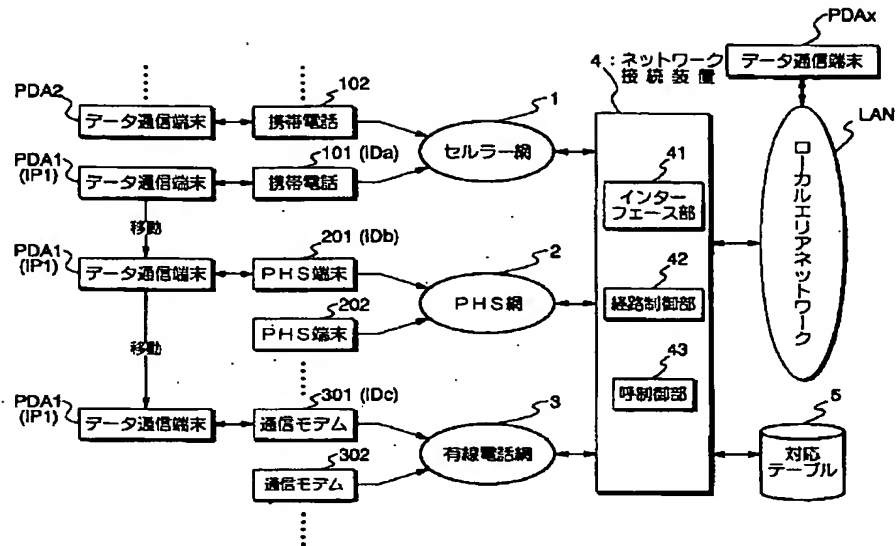 PDAx
データ通信端末
4：ネットワーク
接続装置
LAN
ローカルエリアネットワーク
PDA2
データ通信端末
102
携帯電話
1
セルラー網
PDA1
(IP1)
データ通信端末
101 (IDa)
携帯電話
41
インター
フェース部
移動
PDA1
(IP1)
データ通信端末
201 (IDb)
PHS端末
2
PHS網
42
経路制御部
202
PHS端末
移動
43
呼制御部
PDA1
(IP1)
データ通信端末
301 (IDc)
通信モデム
3
有線電話網
5
対応
テーブル
302
通信モデム